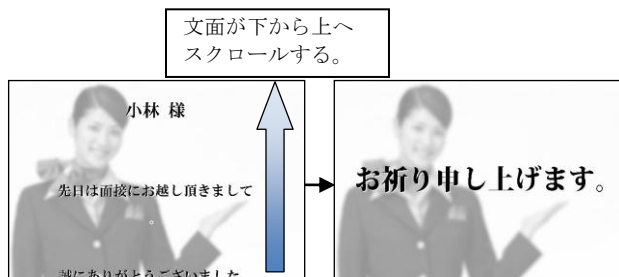 文面が下から上へ
スクロールする。
小林 様
先日は面接にお越し頂きまして
。
誠にありがとうございました
お祈り申し上げます。